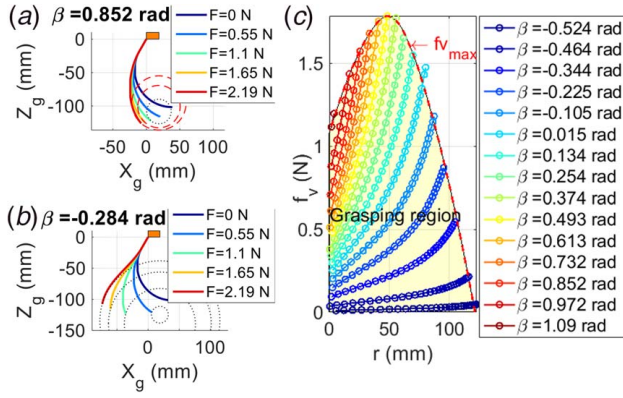 (a) β=0.852 rad
F=0 N
F=0.55 N
F=1.1 N
F=1.65 N
F=2.19 N
0
-50
-100
Z_g (mm)
-50 0 50 100
X_g (mm)
(b) β=-0.284 rad
F=0 N
F=0.55 N
F=1.1 N
F=1.65 N
F=2.19 N
0
-50
-100
-150
Z_g (mm)
-50 0 50 100
X_g (mm)
(c)
fv_max
1.5
1
0.5
0
f_v (N)
Grasping region
0 50 100
r (mm)
β=-0.524 rad
β=-0.464 rad
β=-0.344 rad
β=-0.225 rad
β=-0.105 rad
β=0.015 rad
β=0.134 rad
β=0.254 rad
β=0.374 rad
β=0.493 rad
β=0.613 rad
β=0.732 rad
β=0.852 rad
β=0.972 rad
β=1.09 rad